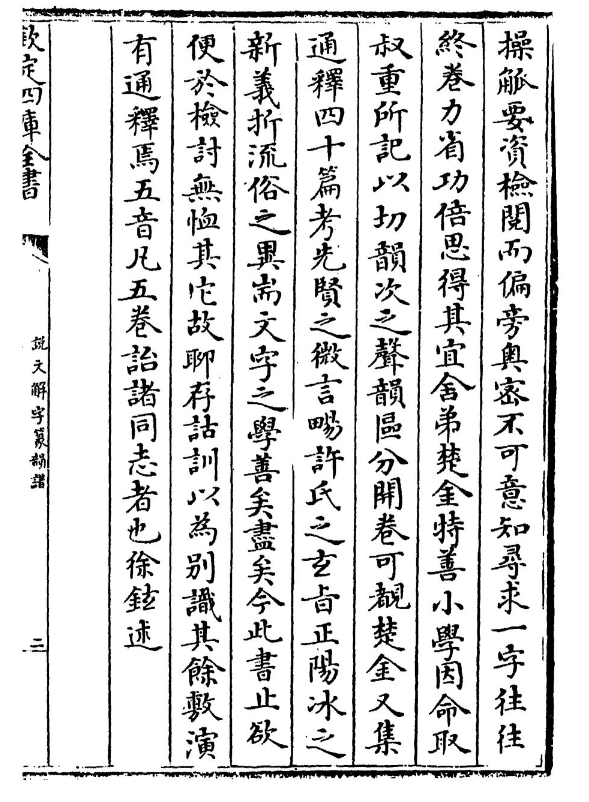 操觚要資檢閱而偏旁奧密不可意知尋求一字往往
終卷力省功倍思得其宜舍弟楚金特善小學因命取
叔重所記以切韻次之聲韻區分開卷可覩楚金又集
通釋四十篇考先賢之微言暢許氏之玄㫖正陽冰之
新義折流俗之異耑文字之學善矣盡矣今此書止欲
便於檢討無恤其它故聊存詁訓以為別識其餘敷演
有通釋焉五音凡五卷詒諸同志者也徐鉉述
欽定四庫全書
說文解字篆韻譜
二